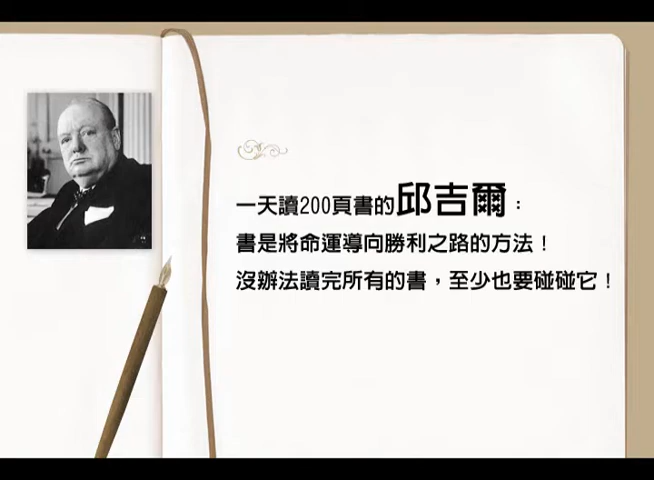 一天讀200頁書的邱吉爾：
書是將命運導向勝利之路的方法！
沒辦法讀完所有的書，至少也要碰碰它！